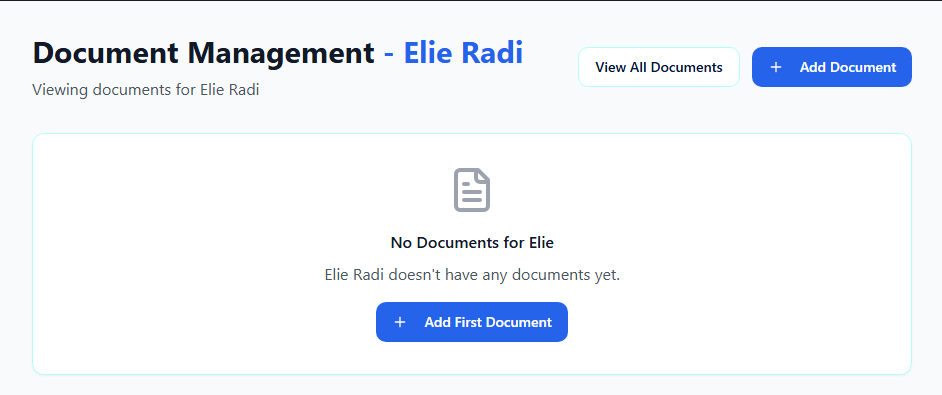 Document Management - Elie Radi
Viewing documents for Elie Radi
View All Documents
+ Add Document
No Documents for Elie
Elie Radi doesn't have any documents yet.
+ Add First Document